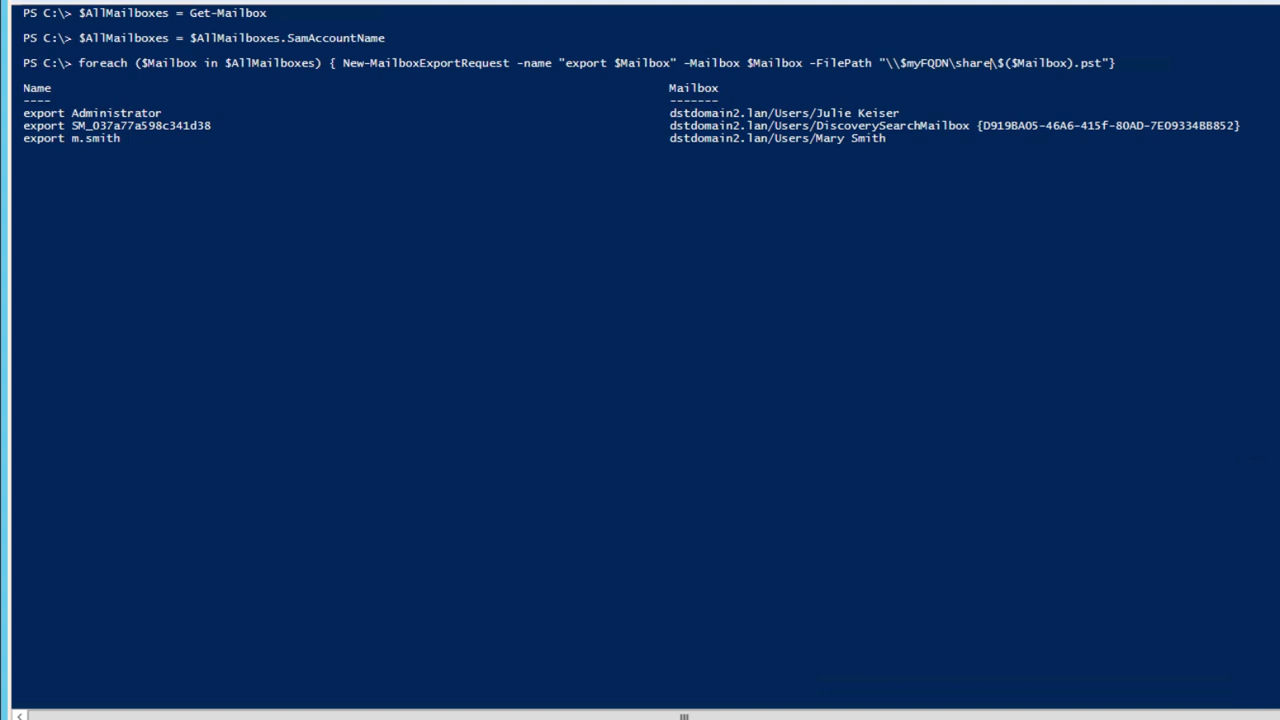 PS C:\> $AllMailboxes = Get-Mailbox
PS C:\> $AllMailboxes = $AllMailboxes.SamAccountName
PS C:\> foreach ($Mailbox in $AllMailboxes) { New-MailboxExportRequest -name "export $Mailbox" -Mailbox $Mailbox -FilePath "\\$myFQDN\share\$($Mailbox).pst"}
Name Mailbox
---- -------
export Administrator dstdomain2.lan/Users/Julie Keiser
export SM_037a77a598c341d38 dstdomain2.lan/Users/DiscoverySearchMailbox {D919BA05-46A6-415f-80AD-7E09334BB852}
export m.smith dstdomain2.lan/Users/Mary Smith